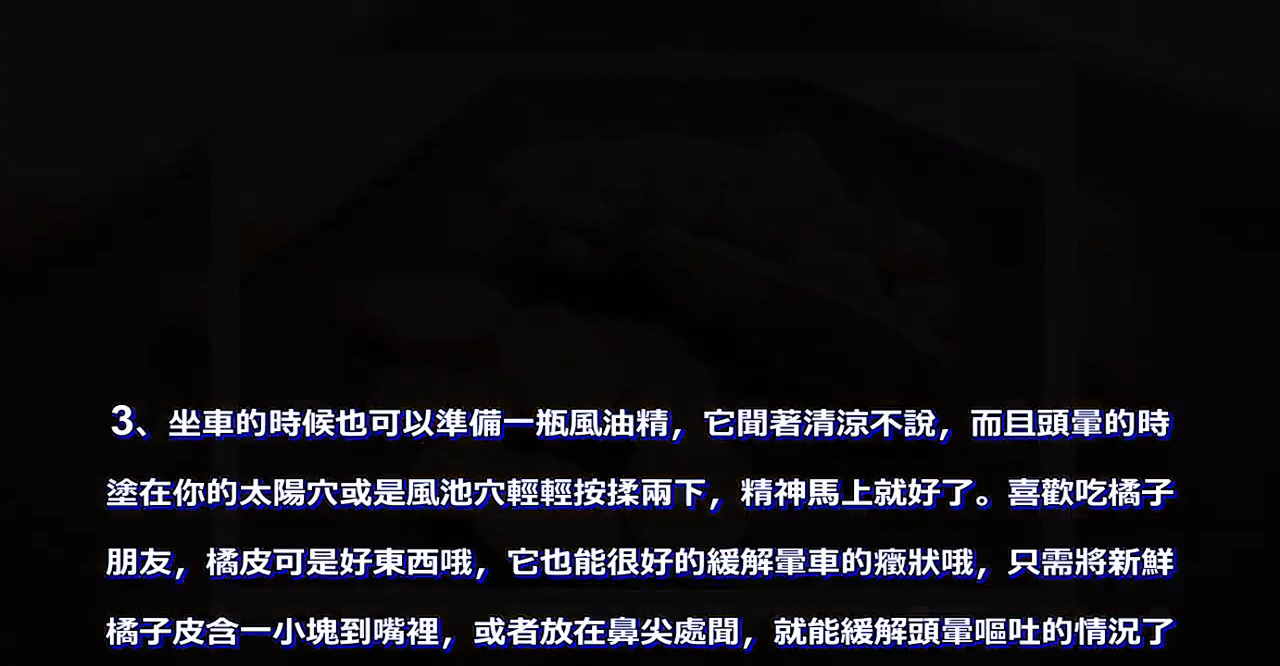 3、坐車的時候也可以準備一瓶風油精，它聞著清涼不說，而且頭暈的時
塗在你的太陽穴或是風池穴輕輕按揉兩下，精神馬上就好了。喜歡吃橘子
朋友，橘皮可是好東西哦，它也能很好的緩解暈車的癥狀哦，只需將新鮮
橘子皮含一小塊到嘴裡，或者放在鼻尖處聞，就能緩解頭暈嘔吐的情況了